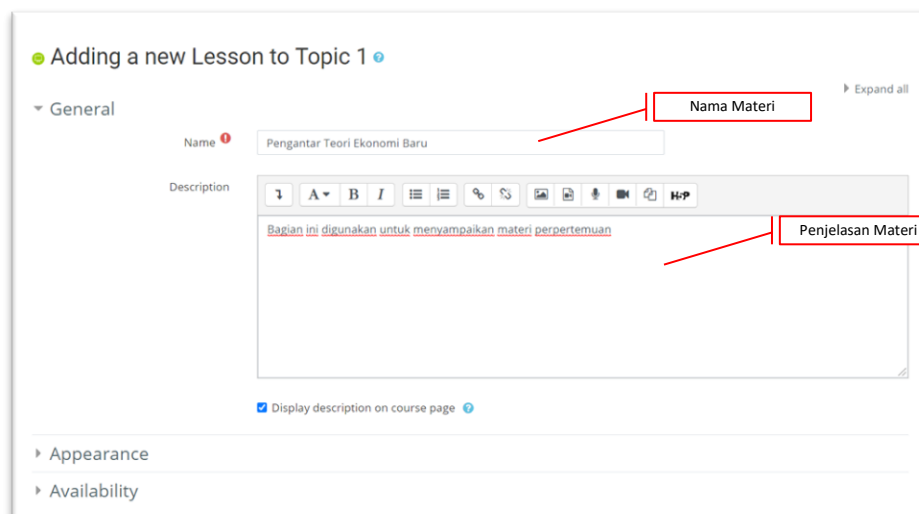 Adding a new Lesson to Topic 1
Expand all
General
Nama Materi
Name
Pengantar Teori Ekonomi Baru
Description
A B I H-P
Bagian ini digunakan untuk menyampaikan materi perpertemuan
Penjelasan Materi
Display description on course page
Appearance
Availability